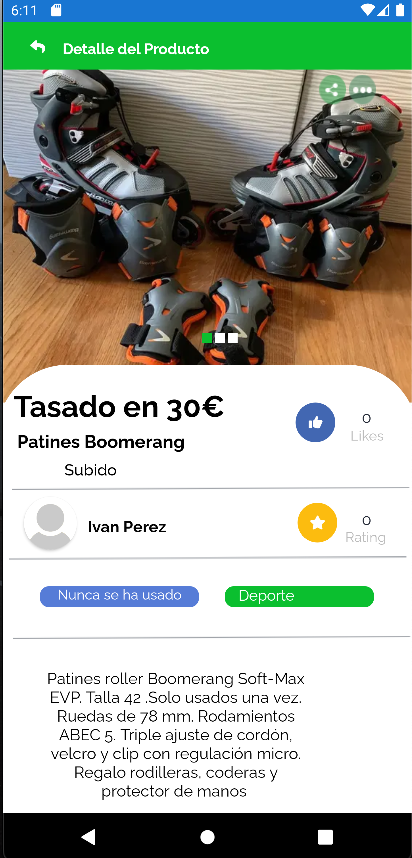 6:11
Detalle del Producto
Tasado en 30€
0
Likes
Patines Boomerang
Subido
Ivan Perez
0
Rating
Nunca se ha usado
Deporte
Patines roller Boomerang Soft-Max
EVP. Talla 42 .Solo usados una vez.
Ruedas de 78 mm. Rodamientos
ABEC 5. Triple ajuste de cordón,
velcro y clip con regulación micro.
Regalo rodilleras, coderas y
protector de manos